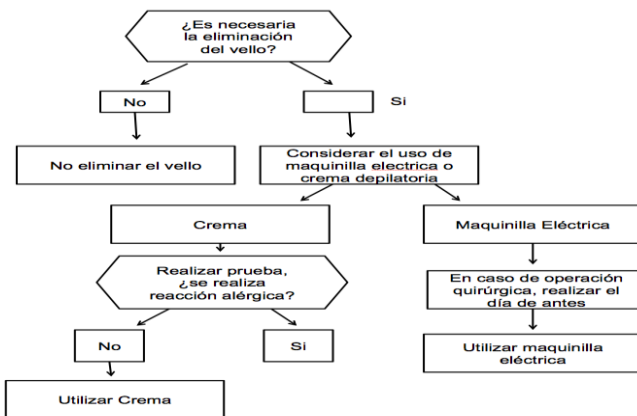 ¿Es necesaria
la eliminación
del vello?
No
Si
No eliminar el vello
Considerar el uso de
maquinilla electrica o
crema depilatoria
Crema
Maquinilla Eléctrica
Realizar prueba,
¿se realiza
reacción alérgica?
En caso de operación
quirúrgica, realizar el
día de antes
No
Si
Utilizar maquinilla
eléctrica
Utilizar Crema